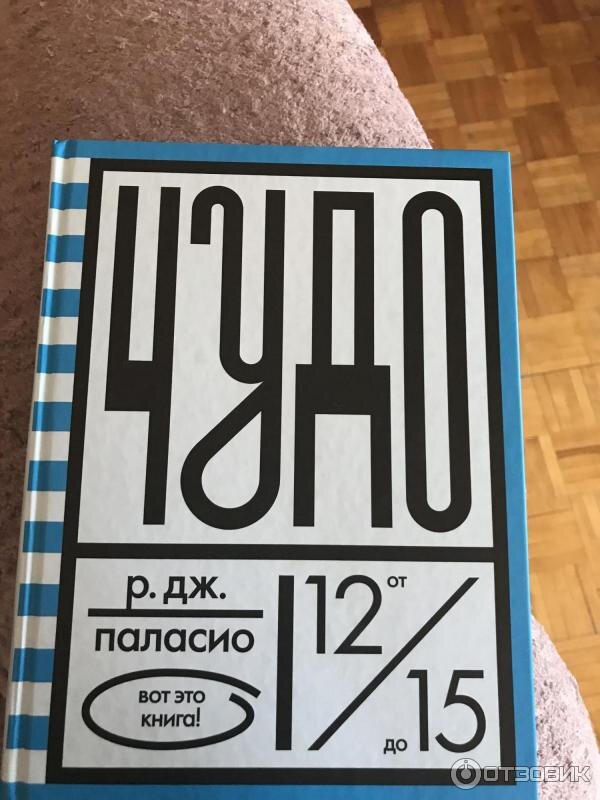 ЧУДО
р. дж.
паласио
вот это
книга!
от 12
до 15
ОТЗОВИК